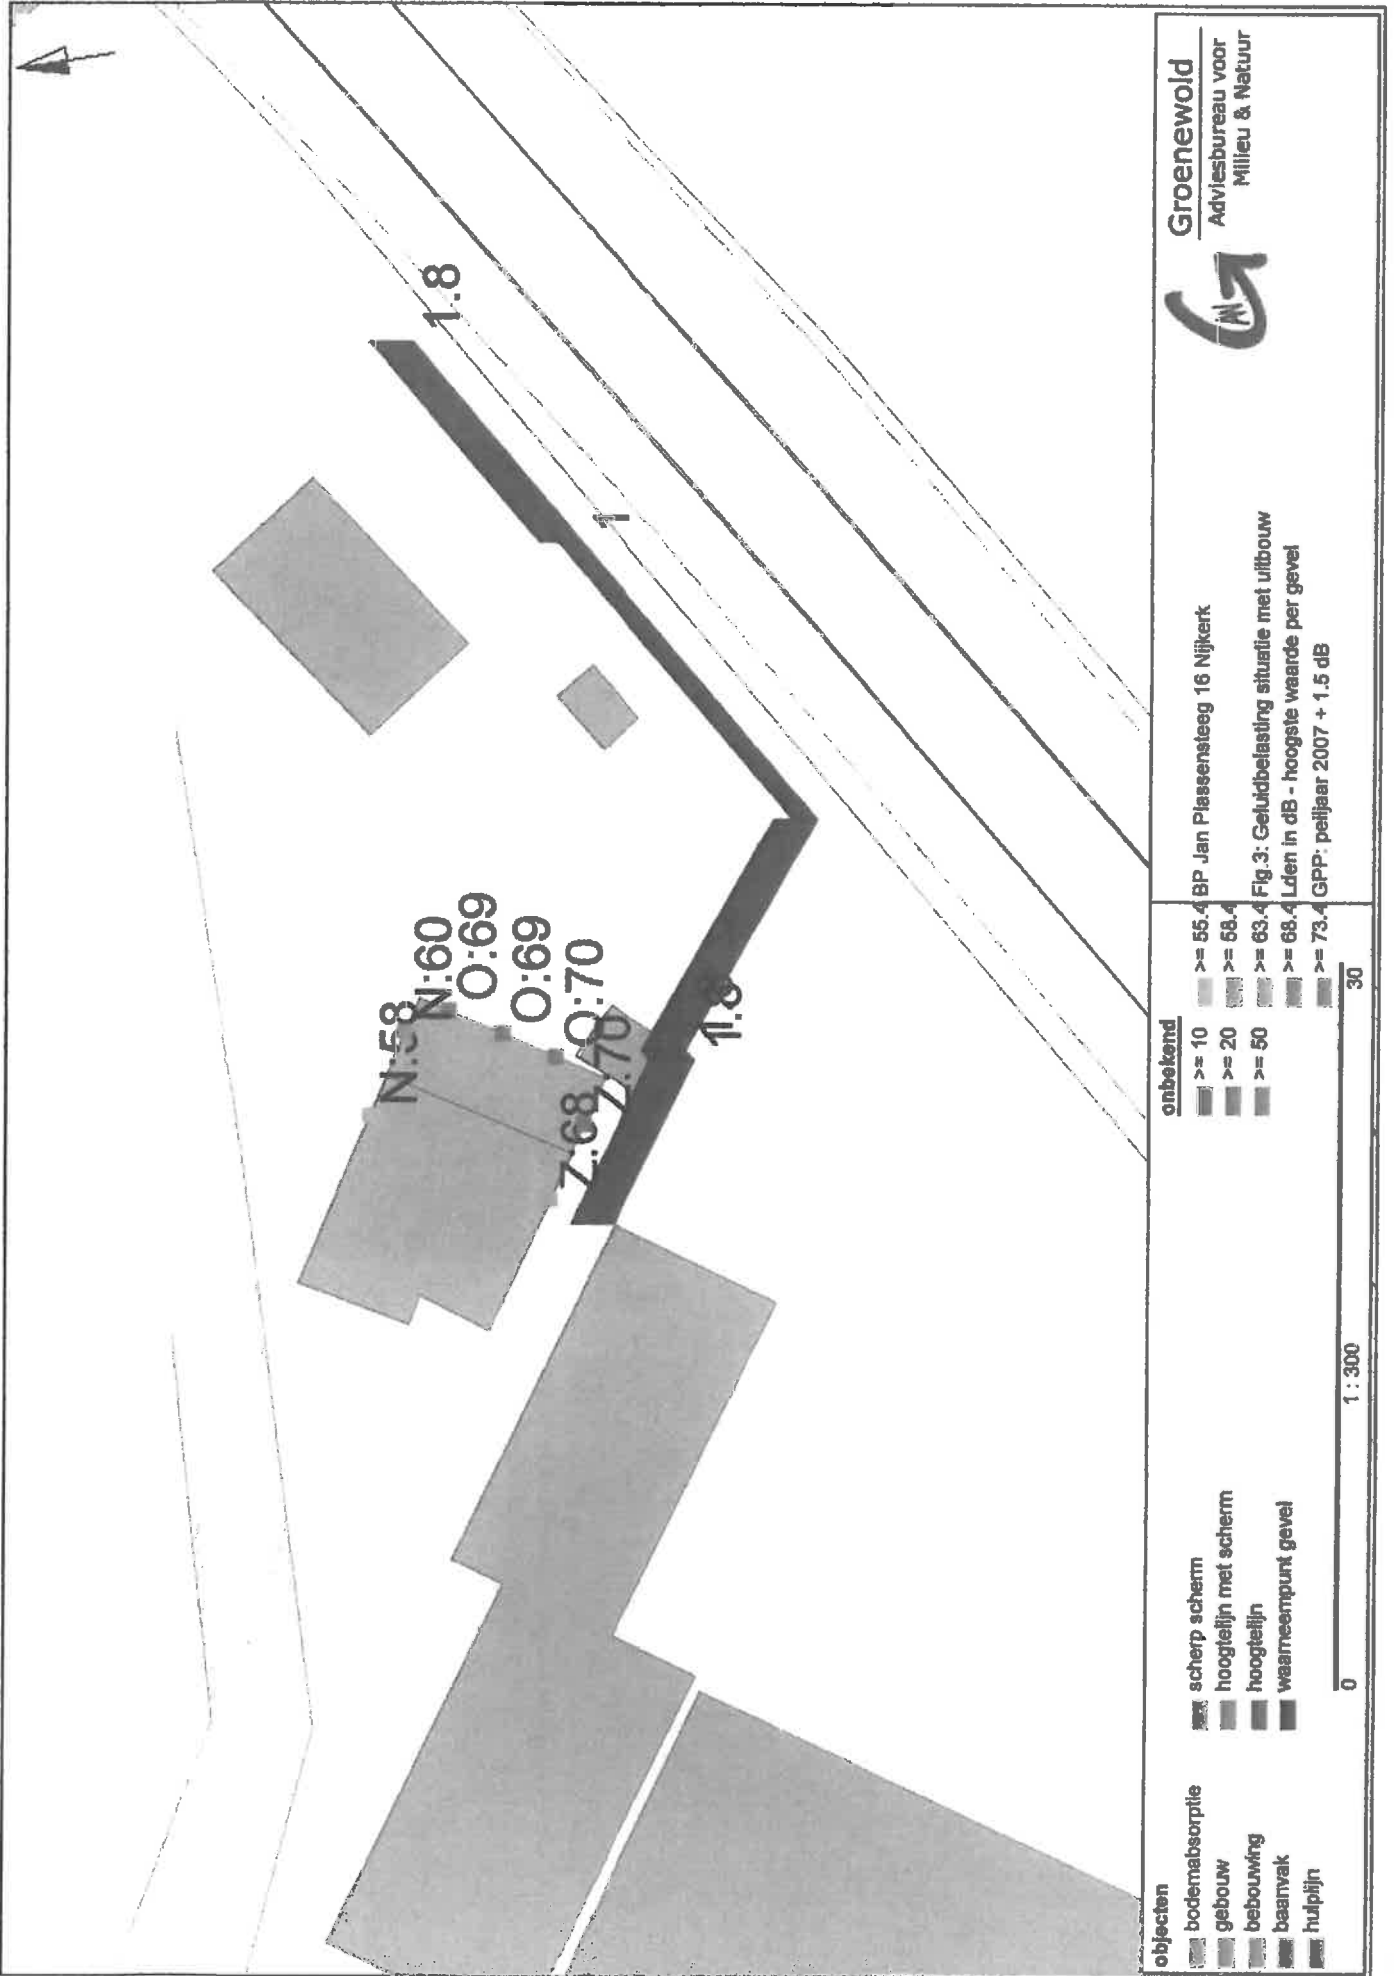 1.8
1
N:58
N:60
O:69
O:69
O:70
Z:70
Z:68
1.8
objecten
bodemabsorptie
gebouw
bebouwing
baanvak
hulplijn
scherp scherm
hoogtelijn met scherm
hoogtelijn
waarneempunt gevel
0
1 : 300
30
onbekend
>= 10
>= 20
>= 50
>= 55.4
>= 58.4
>= 63.4
>= 68.4
>= 73.4
BP Jan Plassensteeg 16 Nijkerk
Fig.3: Geluidbelasting situatie met uitbouw
Lden in dB - hoogste waarde per gevel
GPP: peiljaar 2007 + 1.5 dB
Groenewold
Adviesbureau voor
Milieu & Natuur